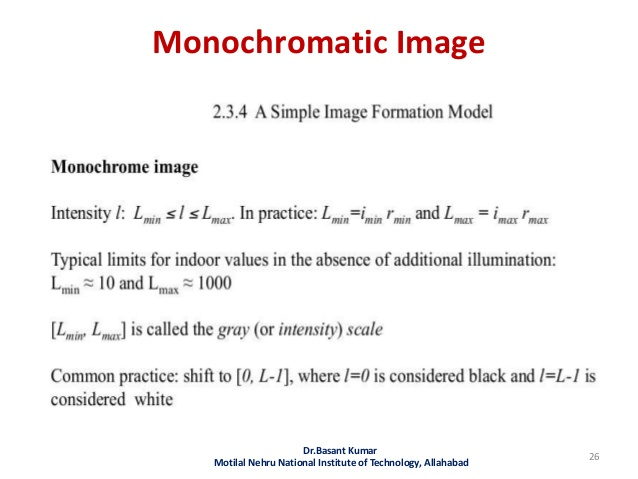 Monochromatic Image
2.3.4 A Simple Image Formation Model
Monochrome image
Intensity l: Lmin ≤ l ≤ Lmax. In practice: Lmin=imin rmin and Lmax = imax rmax
Typical limits for indoor values in the absence of additional illumination:
Lmin ≈ 10 and Lmax ≈ 1000
[Lmin, Lmax] is called the gray (or intensity) scale
Common practice: shift to [0, L-1], where l=0 is considered black and l=L-1 is
considered white
Dr.Basant Kumar
Motilal Nehru National Institute of Technology, Allahabad
26